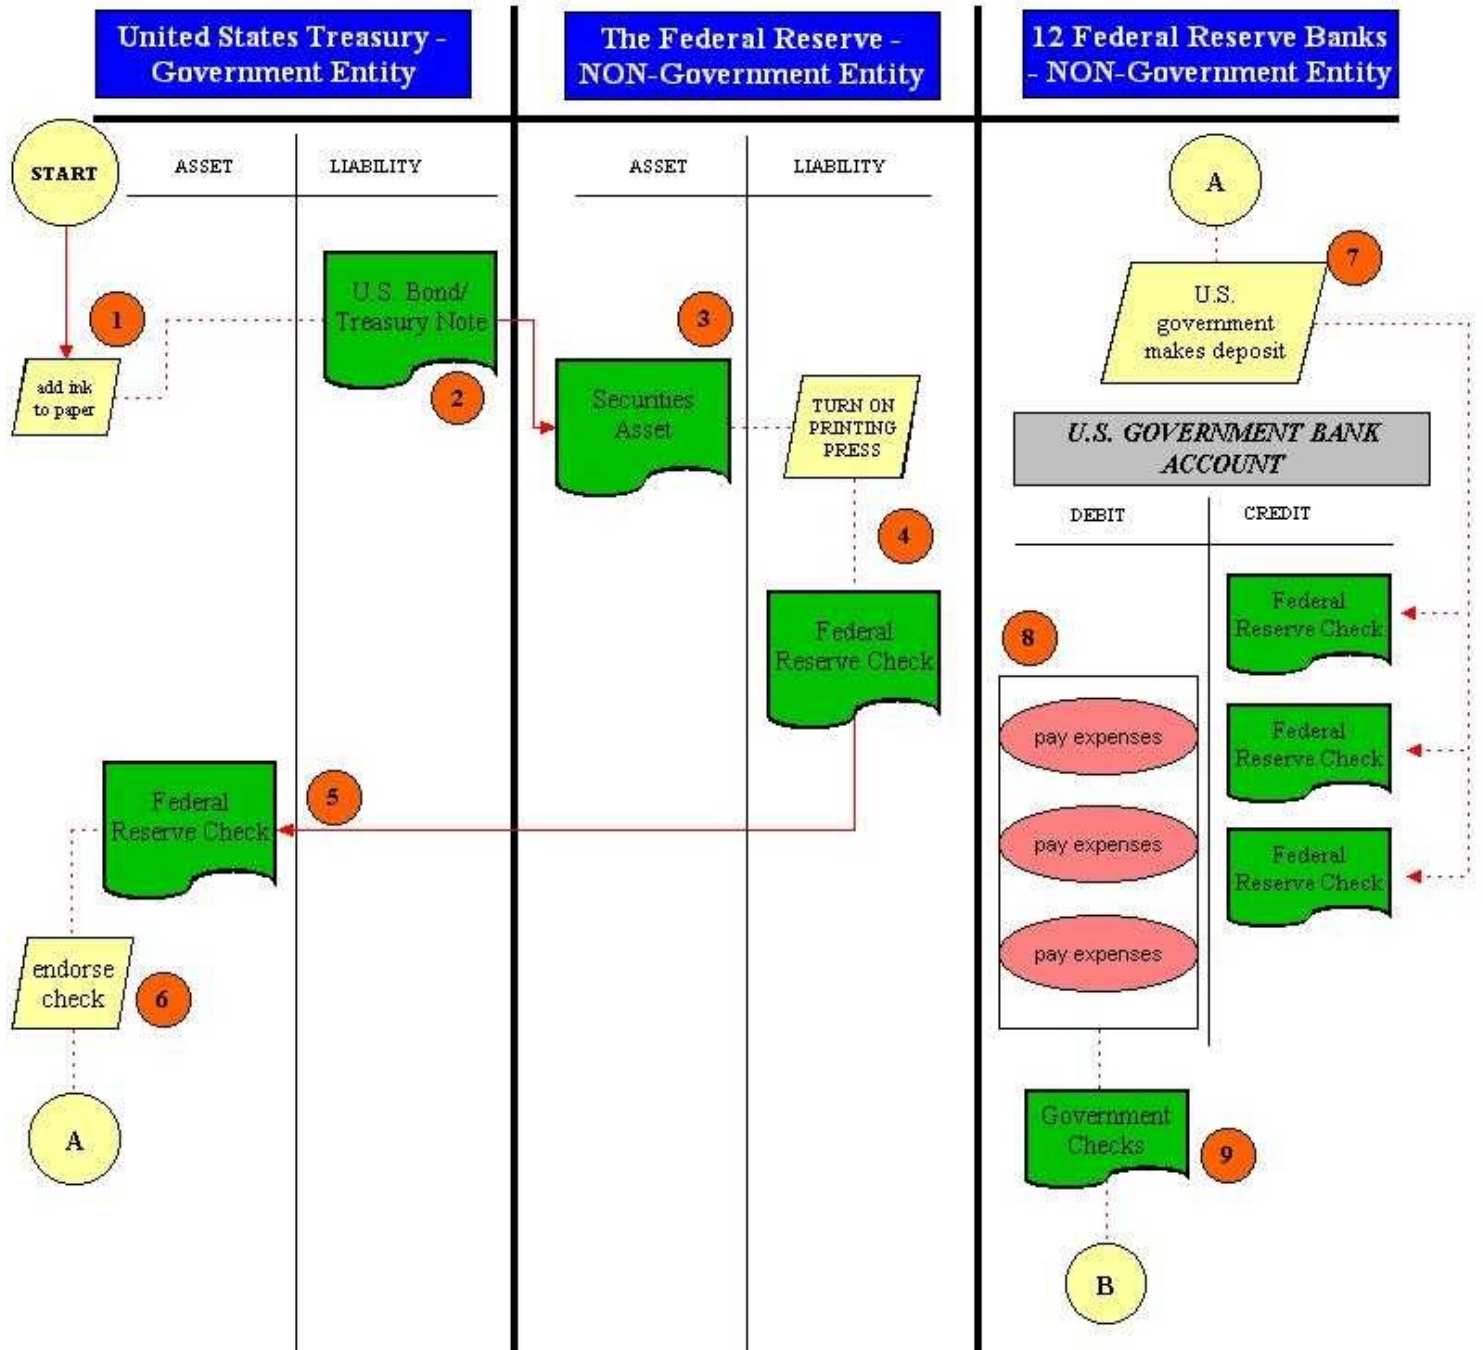 United States Treasury -
Government Entity
The Federal Reserve -
NON-Government Entity
12 Federal Reserve Banks
- NON-Government Entity
START
ASSET
LIABILITY
1
add ink
to paper
U.S. Bond/
Treasury Note
2
ASSET
LIABILITY
3
Securities
Asset
TURN ON
PRINTING
PRESS
4
Federal
Reserve Check
5
Federal
Reserve Check
endorse
check
6
A
A
7
U.S.
government
makes deposit
U.S. GOVERNMENT BANK
ACCOUNT
DEBIT
CREDIT
Federal
Reserve Check
Federal
Reserve Check
Federal
Reserve Check
8
pay expenses
pay expenses
pay expenses
Government
Checks
9
B